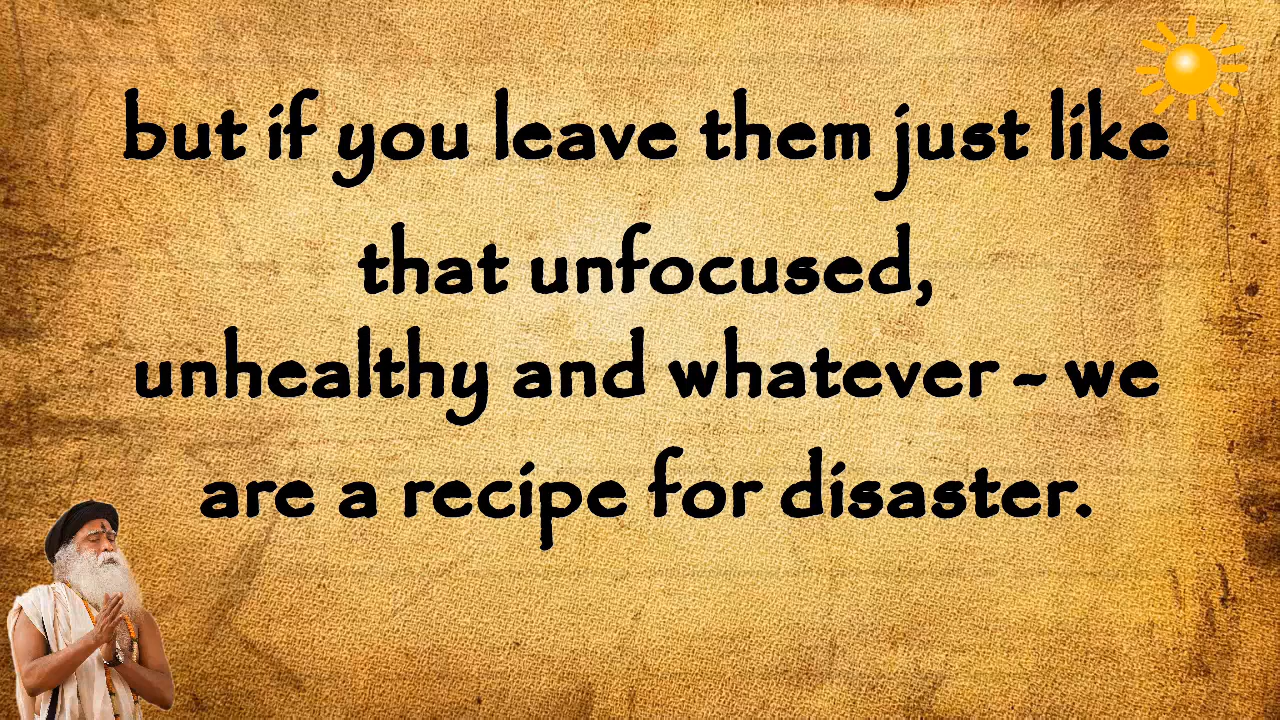 but if you leave them just like
that unfocused,
unhealthy and whatever - we
are a recipe for disaster.